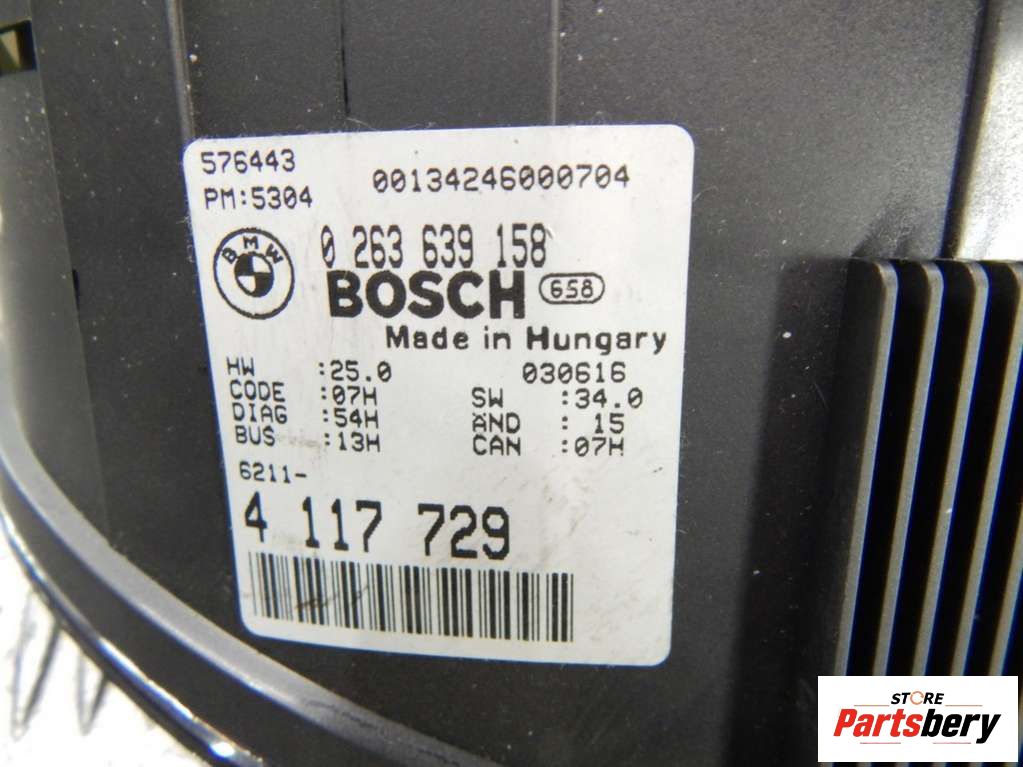 576443
00134246000704
PM:5304
BMW
0 263 639 158
BOSCH 658
Made in Hungary
HW :25.0 030616
CODE :07H SW :34.0
DIAG :54H ÄND : 15
BUS :13H CAN :07H
6211-
4 117 729
STORE
Partsbery